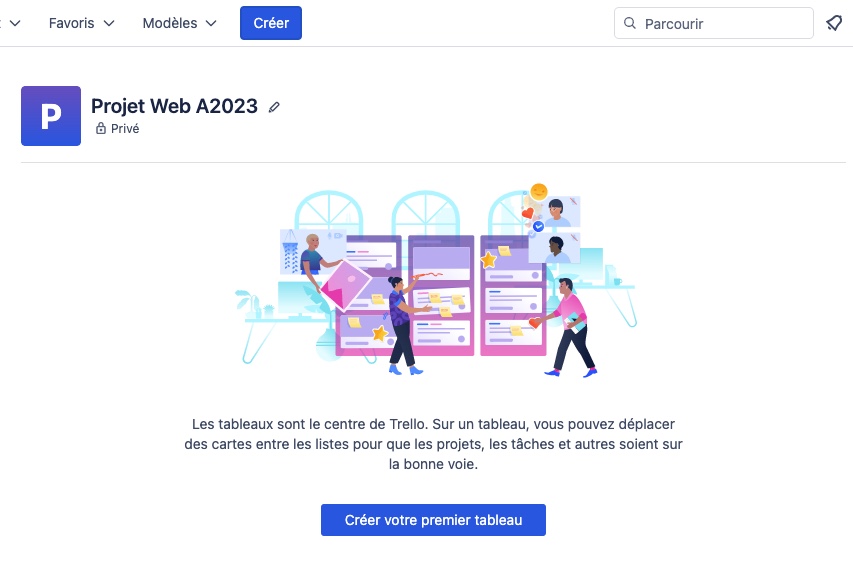 Favoris
Modèles
Créer
Parcourir
P
Projet Web A2023
Privé
Les tableaux sont le centre de Trello. Sur un tableau, vous pouvez déplacer
des cartes entre les listes pour que les projets, les tâches et autres soient sur
la bonne voie.
Créer votre premier tableau